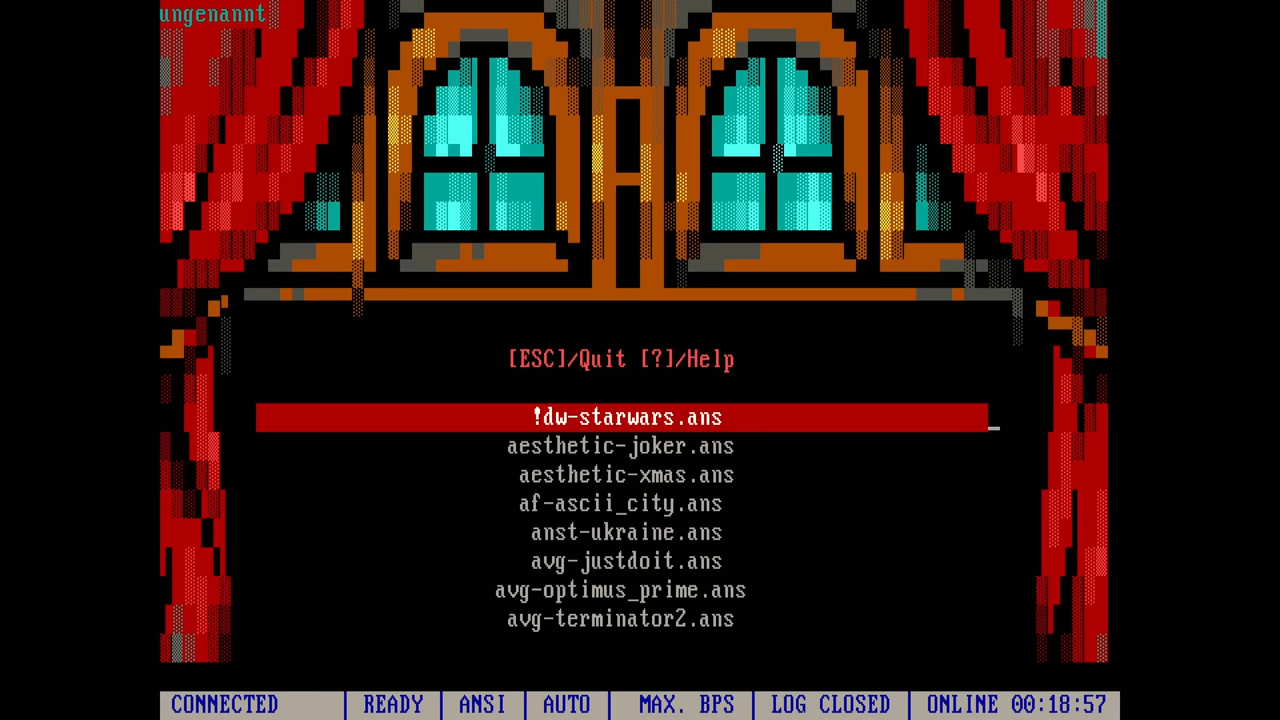 ungenannt
[ESC]/Quit [?]/Help
!dw-starwars.ans
aesthetic-joker.ans
aesthetic-xmas.ans
af-ascii_city.ans
anst-ukraine.ans
avg-justdoit.ans
avg-optimus_prime.ans
avg-terminator2.ans
CONNECTED READY ANSI AUTO MAX. BPS LOG CLOSED ONLINE 00:18:57